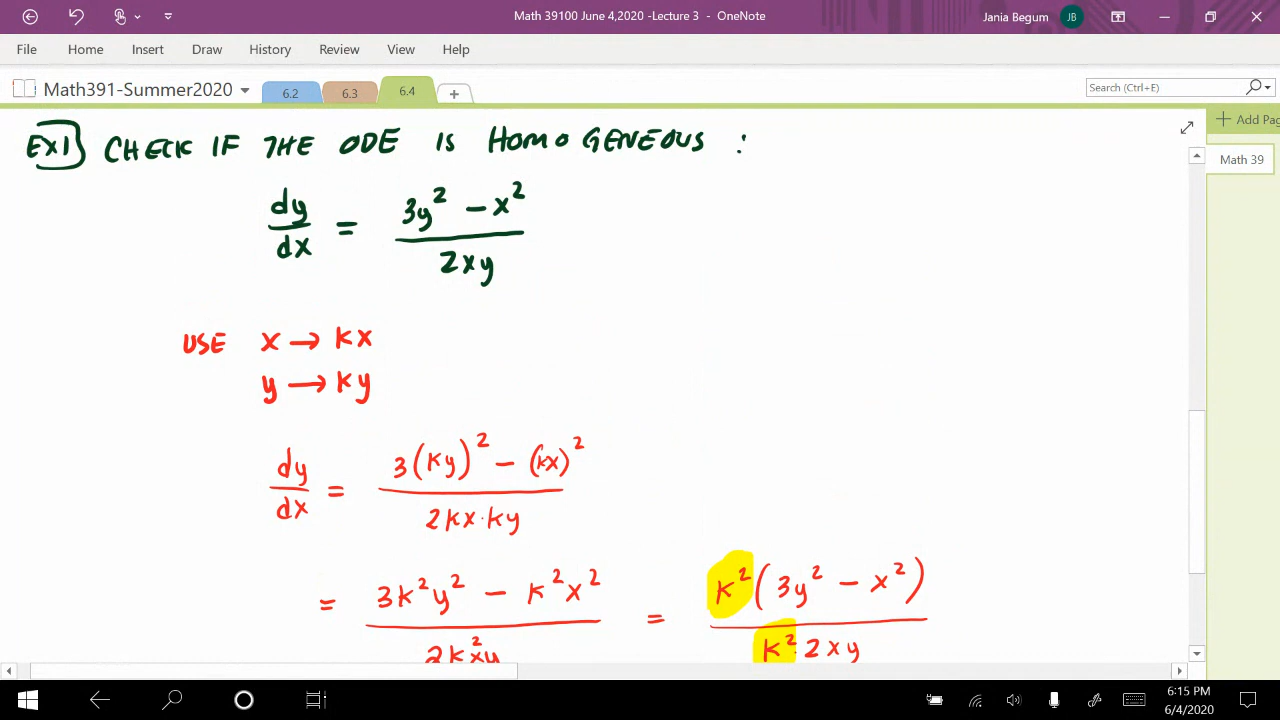 Math 39100 June 4,2020 -Lecture 3 - OneNote
Jania Begum JB
File Home Insert Draw History Review View Help
Math391-Summer2020 6.2 6.3 6.4 +
Search (Ctrl+E)
Add Pag
Math 39
EX1 CHECK IF THE ODE IS HOMOGENEOUS :
dy/dx = (3y² - x²)/(2xy)
USE x → kx
y → ky
dy/dx = (3(ky)² - (kx)²)/(2kx·ky)
= (3k²y² - k²x²)/(2k²xy) = (k²(3y² - x²))/(k²·2xy)
6:15 PM
6/4/2020